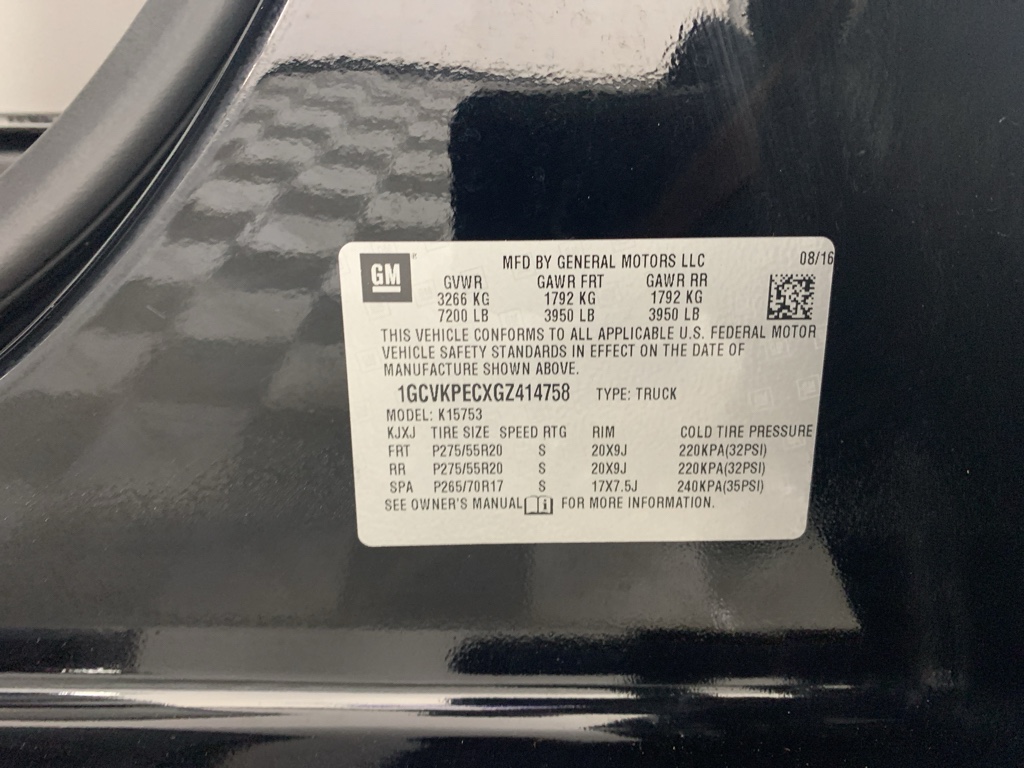 GM
MFD BY GENERAL MOTORS LLC 08/16
GVWR GAWR FRT GAWR RR
3266 KG 1792 KG 1792 KG
7200 LB 3950 LB 3950 LB
THIS VEHICLE CONFORMS TO ALL APPLICABLE U.S. FEDERAL MOTOR
VEHICLE SAFETY STANDARDS IN EFFECT ON THE DATE OF
MANUFACTURE SHOWN ABOVE.
1GCVKPECXGZ414758 TYPE: TRUCK
MODEL: K15753
KJXJ TIRE SIZE SPEED RTG RIM COLD TIRE PRESSURE
FRT P275/55R20 S 20X9J 220KPA(32PSI)
RR P275/55R20 S 20X9J 220KPA(32PSI)
SPA P265/70R17 S 17X7.5J 240KPA(35PSI)
SEE OWNER'S MANUAL i FOR MORE INFORMATION.